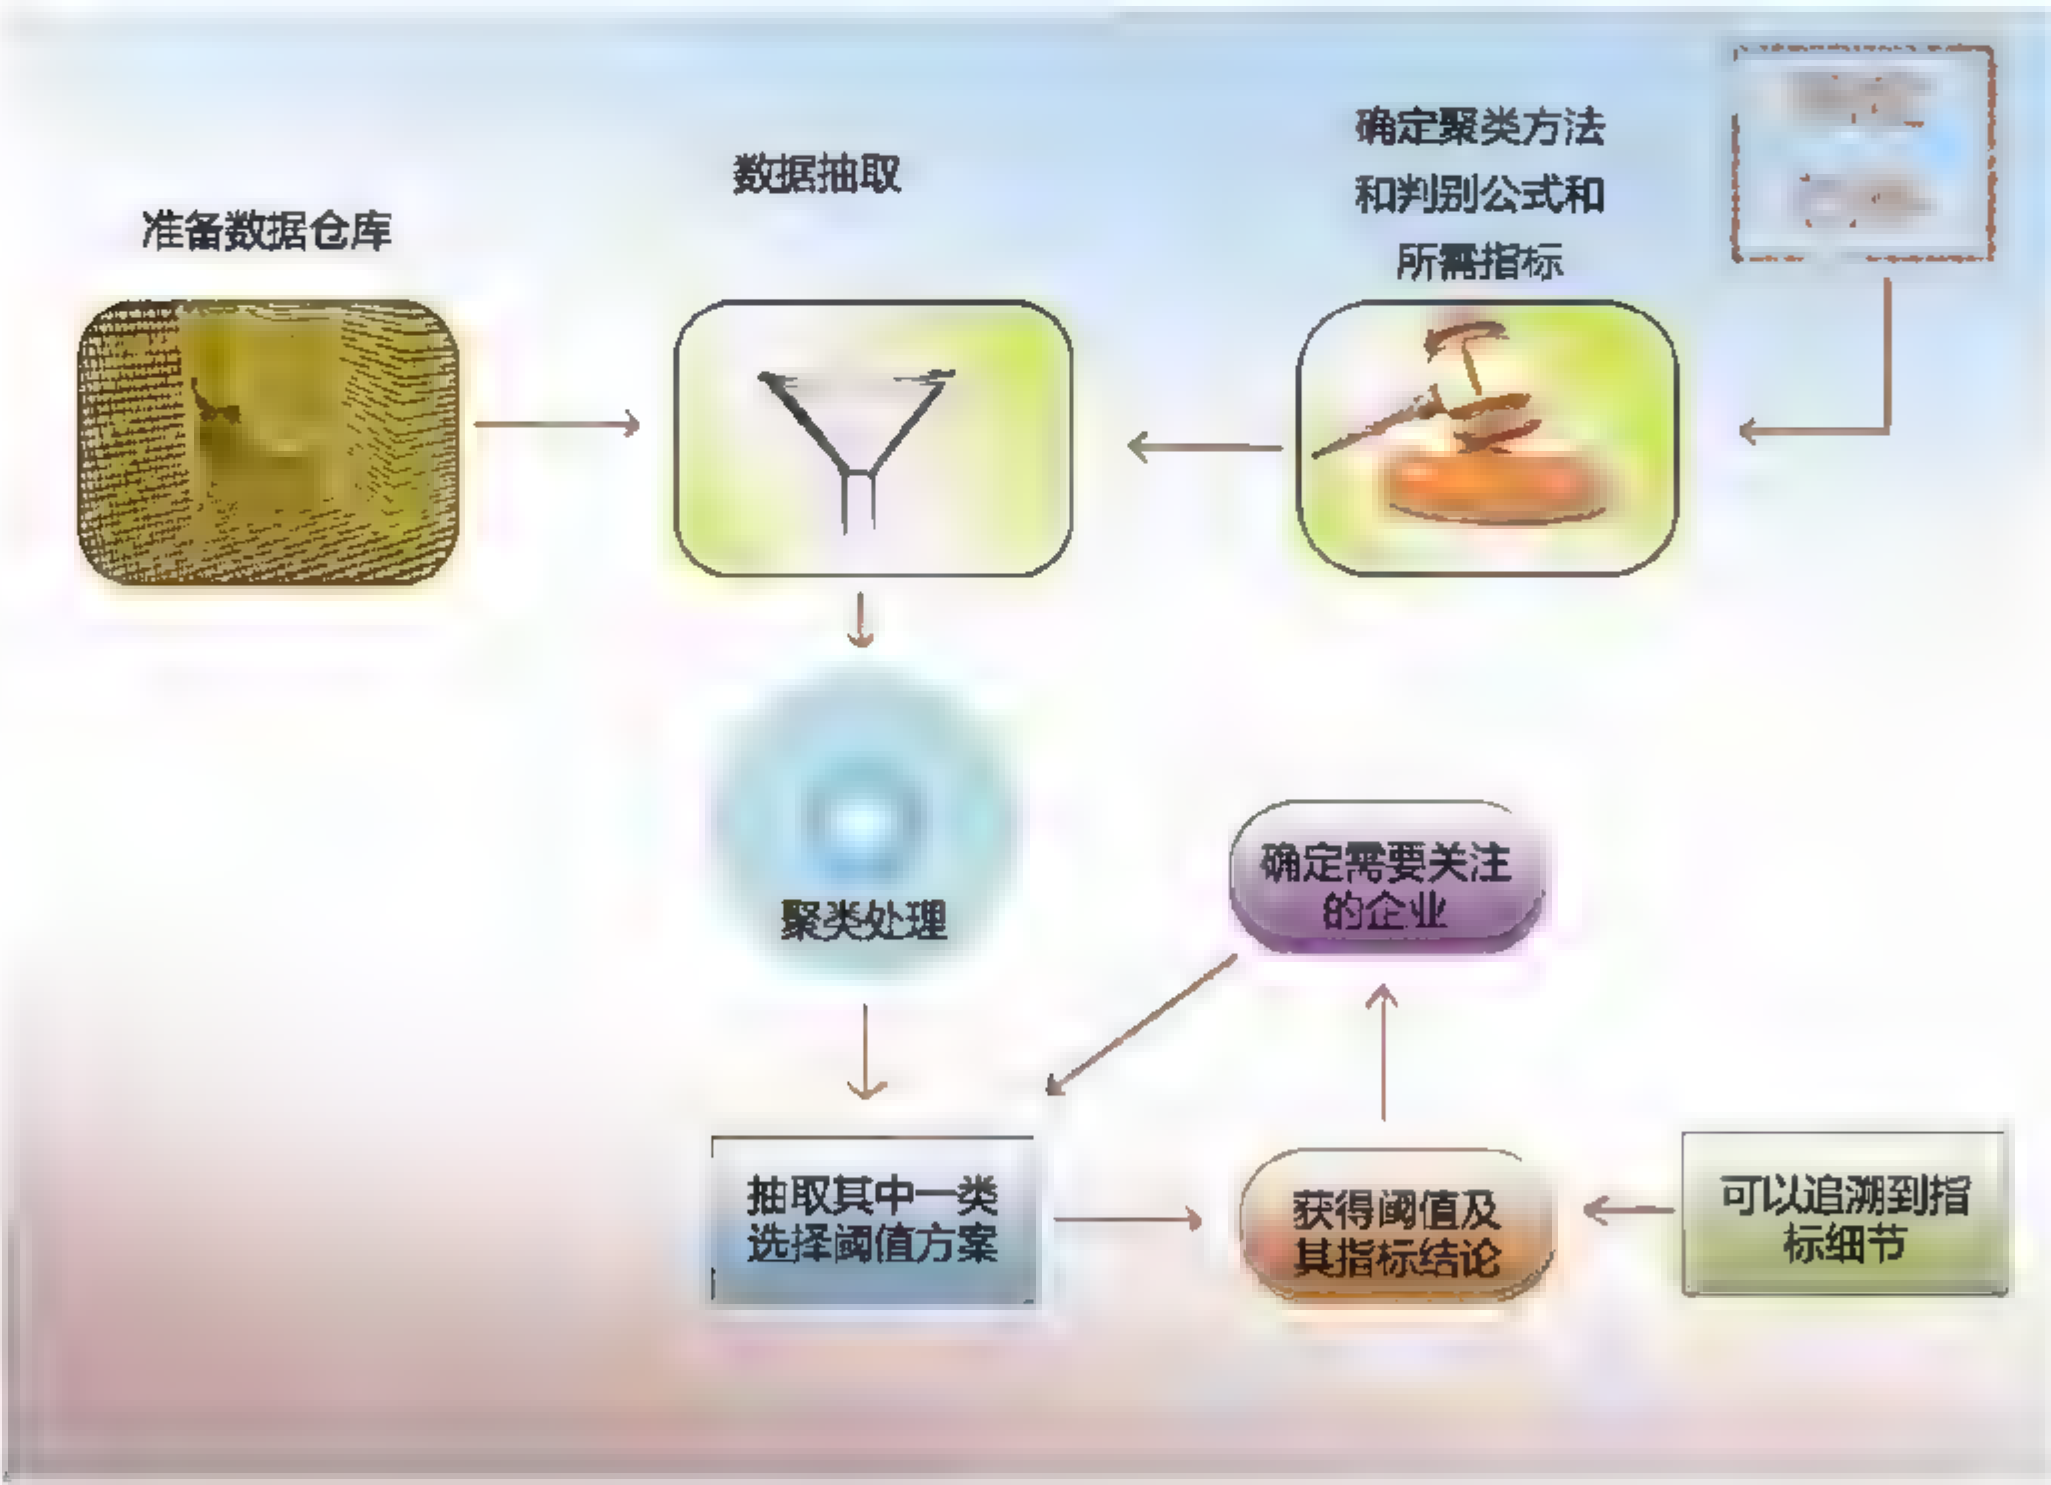 准备数据仓库
数据抽取
确定聚类方法
和判别公式和
所需指标
聚类处理
确定需要关注
的企业
抽取其中一类
选择阈值方案
获得阈值及
其指标结论
可以追溯到指
标细节